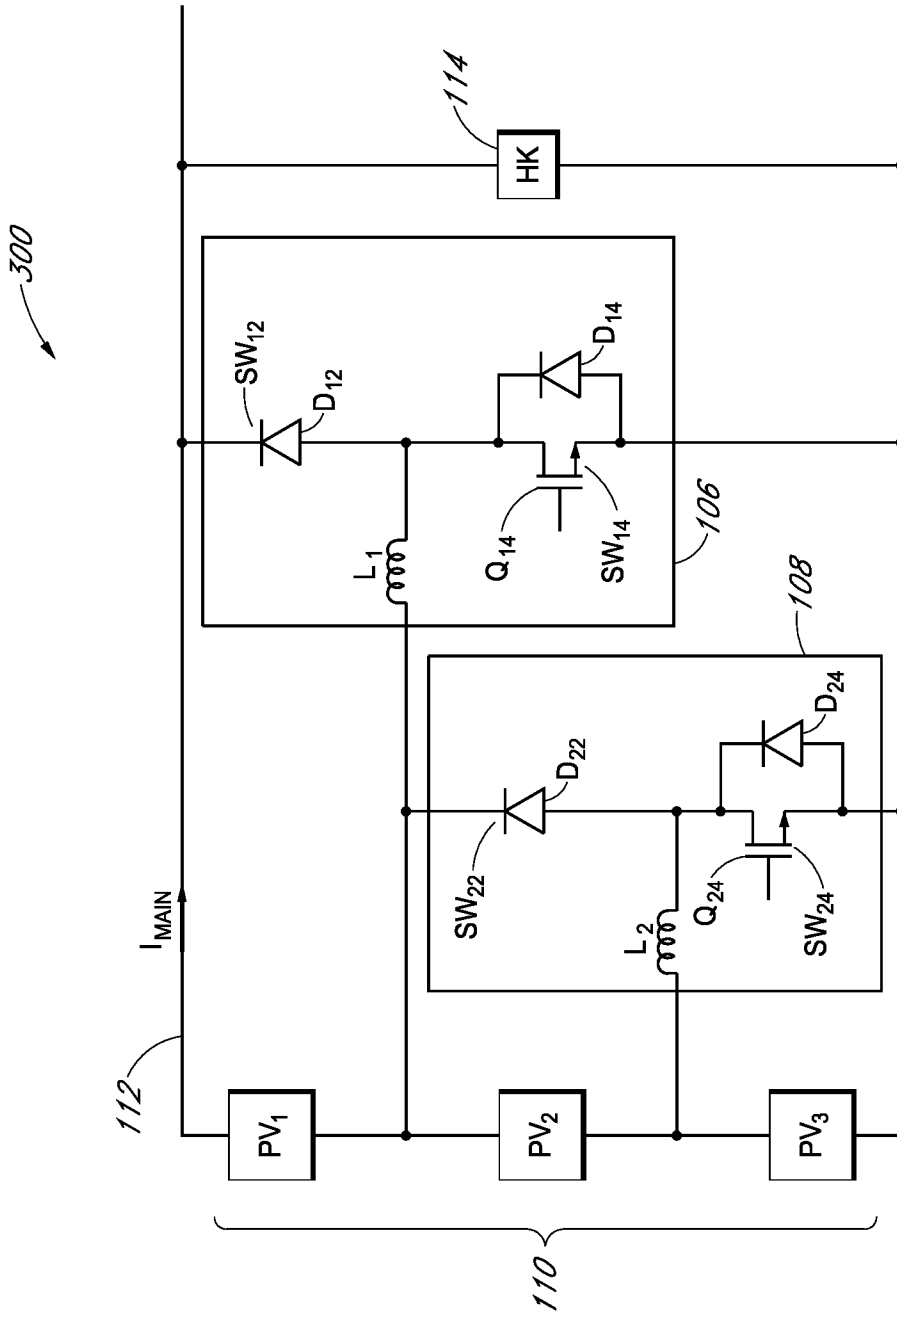 300
112
I_MAIN
114
HK
SW₁₂
D₁₂
D₁₄
L₁
Q₁₄
SW₁₄
106
108
SW₂₂
D₂₂
D₂₄
L₂
Q₂₄
SW₂₄
PV₁
PV₂
PV₃
110